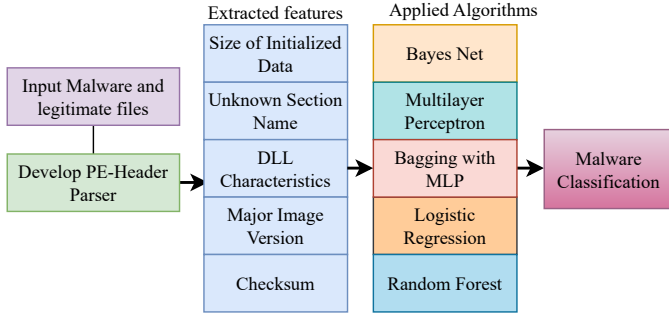 Extracted features
Applied Algorithms
Input Malware and
legitimate files
Develop PE-Header
Parser
Size of Initialized
Data
Unknown Section
Name
DLL
Characteristics
Major Image
Version
Checksum
Bayes Net
Multilayer
Perceptron
Bagging with
MLP
Logistic
Regression
Random Forest
Malware
Classification